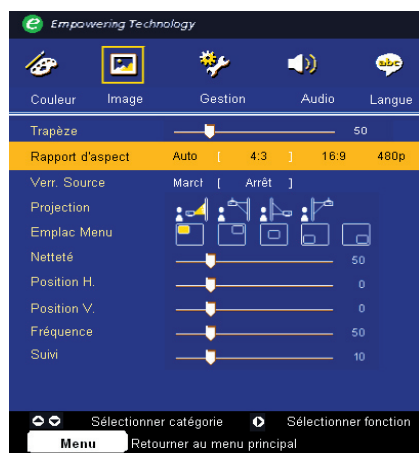 e Empowering Technology
abc
Couleur Image Gestion Audio Langue
Trapèze 50
Rapport d'aspect Auto [ 4:3 ] 16:9 480p
Verr. Source Marcł [ Arrêt ]
Projection
Emplac Menu
Netteté 50
Position H. 0
Position V. 0
Fréquence 50
Suivi 10
Sélectionner catégorie Sélectionner fonction
Menu Retourner au menu principal